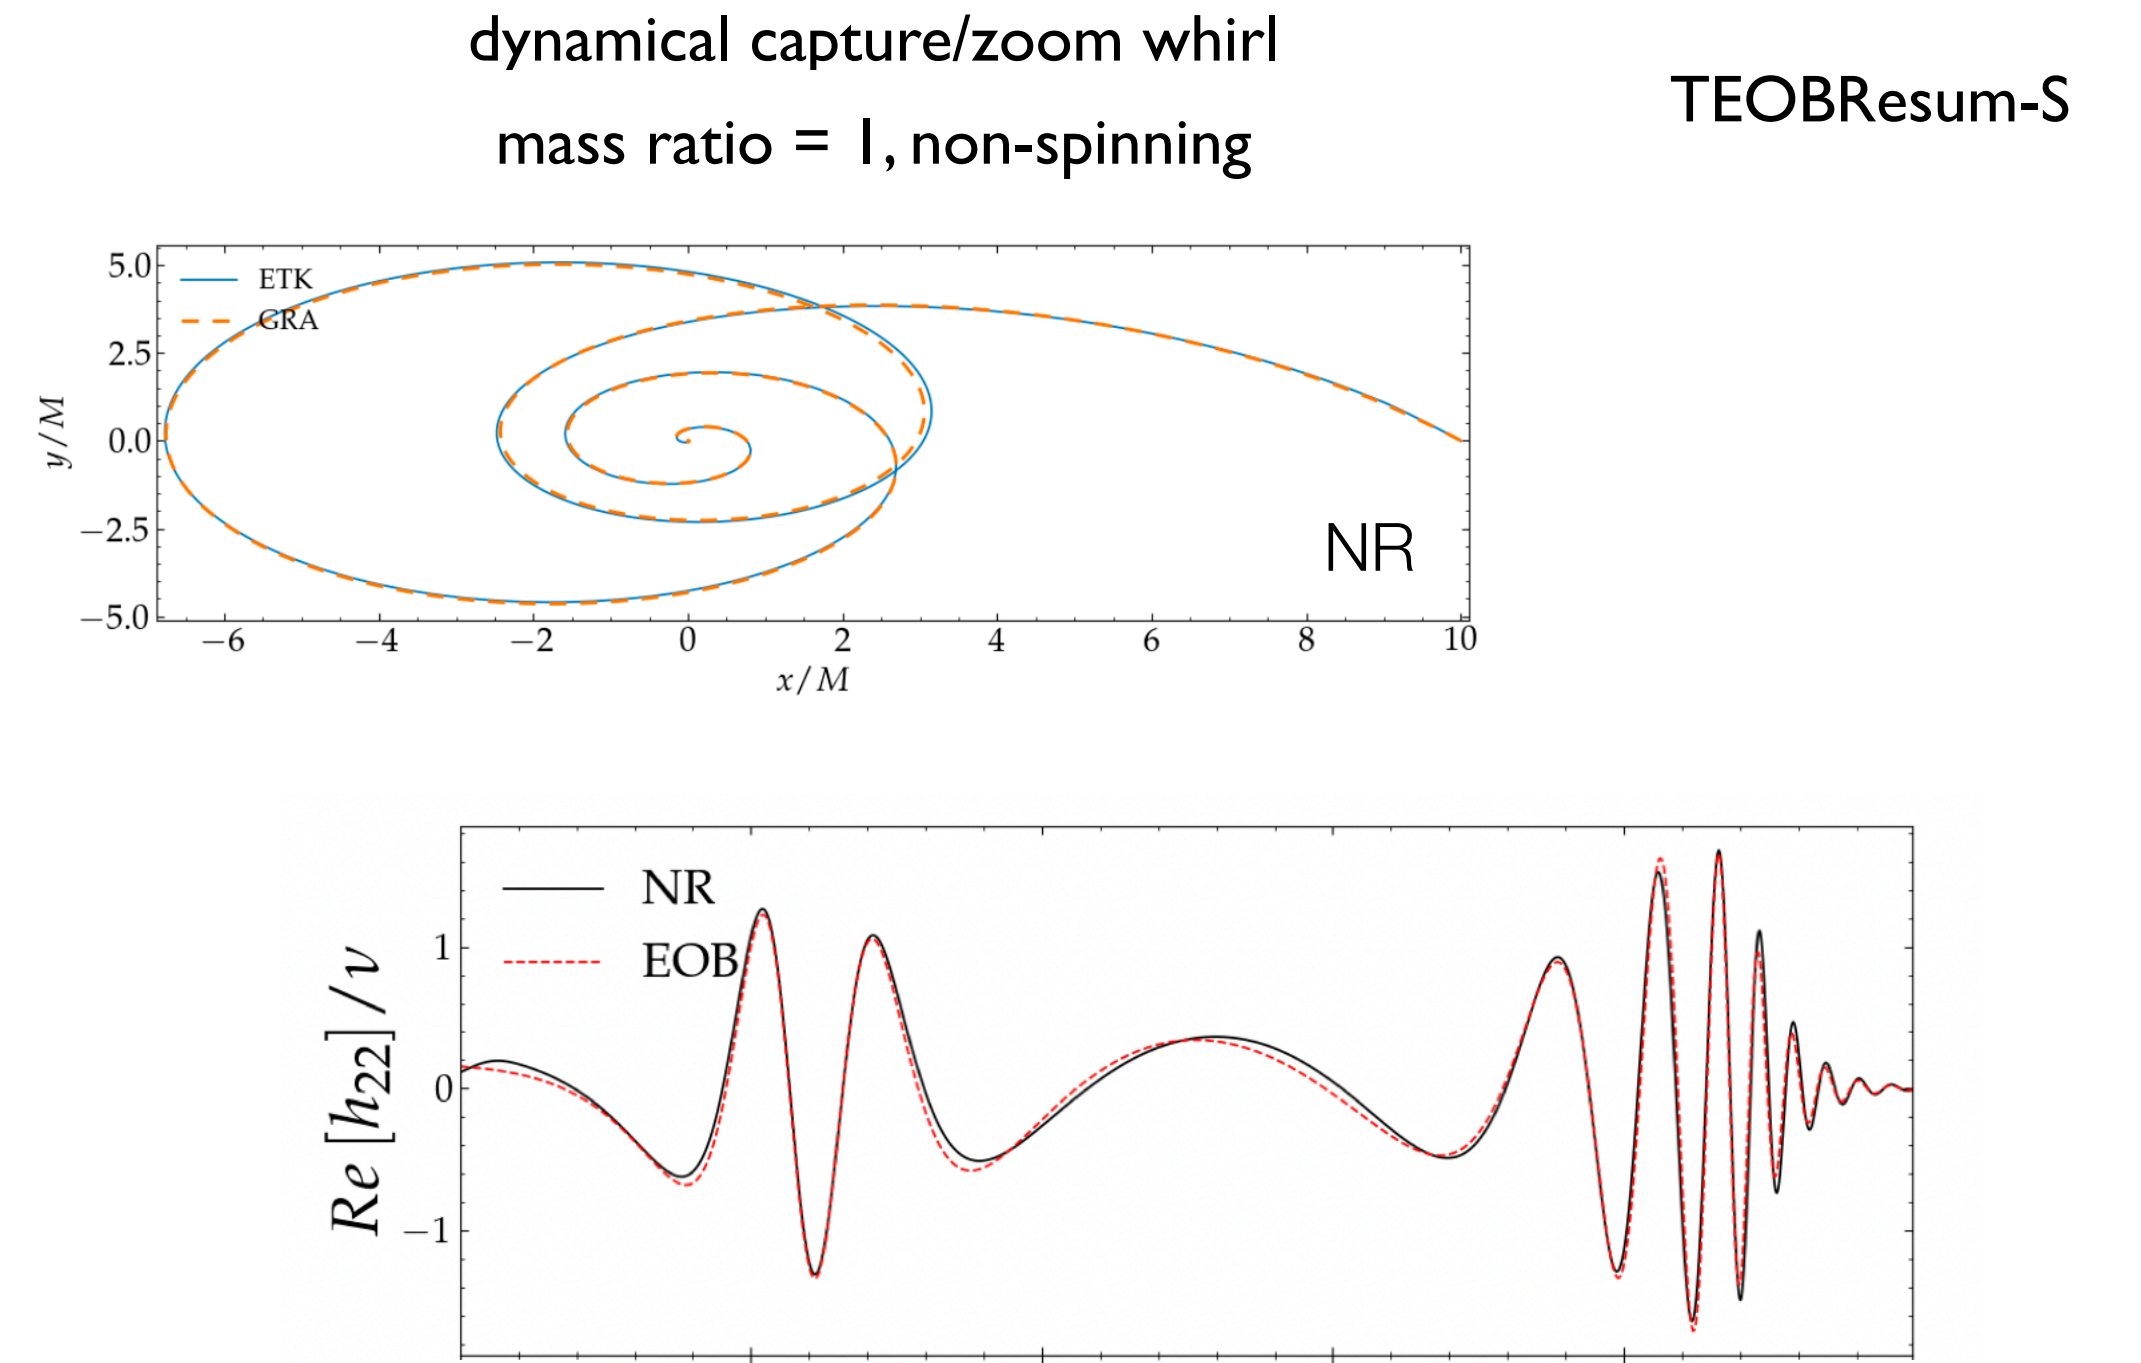 dynamical capture/zoom whirl
TEOBResum-S
mass ratio = 1, non-spinning
5.0
2.5
0.0
−2.5
−5.0
y/M
ETK
GRA
NR
−6 −4 −2 0 2 4 6 8 10
x/M
NR
EOB
1
0
−1
Re [h22]/ν